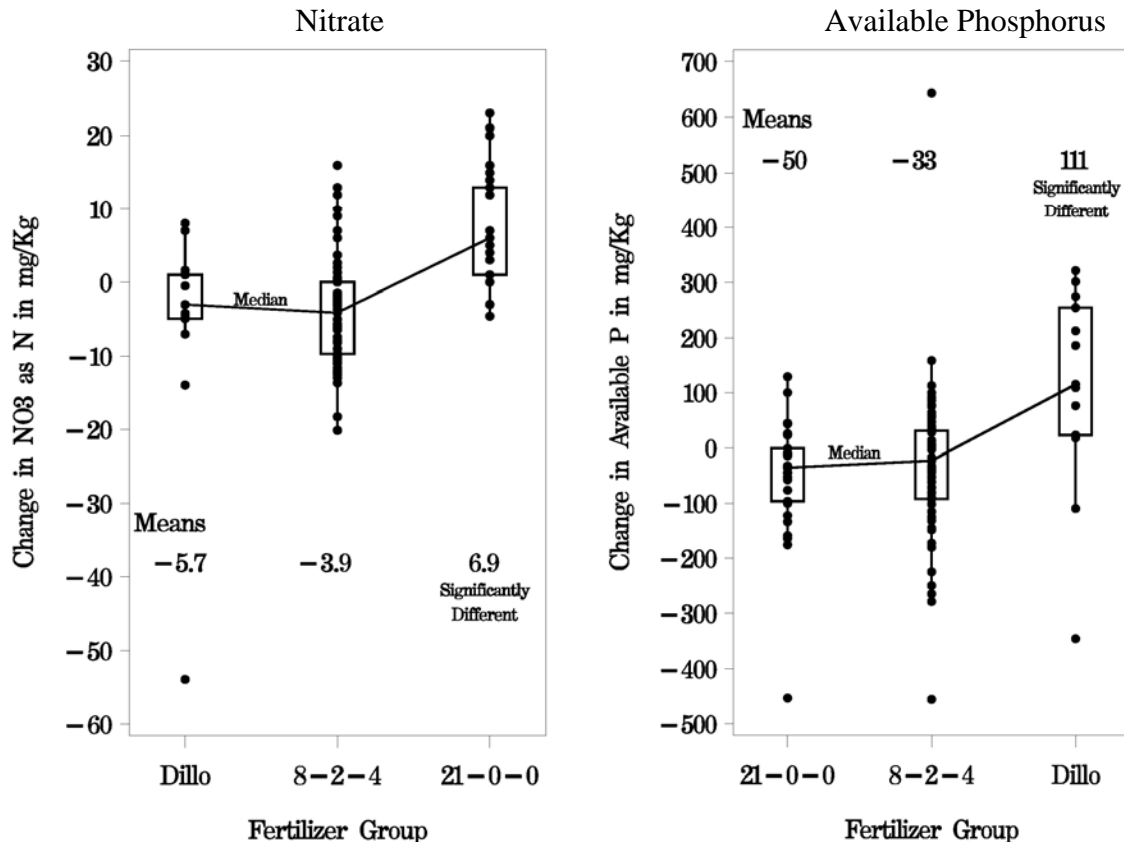 Nitrate
Change in NO3 as N in mg/Kg
30
20
10
0
−10
−20
−30
−40
−50
−60
Median
Means
−5.7 −3.9 6.9
Significantly
Different
Dillo 8−2−4 21−0−0
Fertilizer Group
Available Phosphorus
Change in Available P in mg/Kg
700
600
500
400
300
200
100
0
−100
−200
−300
−400
−500
Means
−50 −33 111
Significantly
Different
Median
21−0−0 8−2−4 Dillo
Fertilizer Group